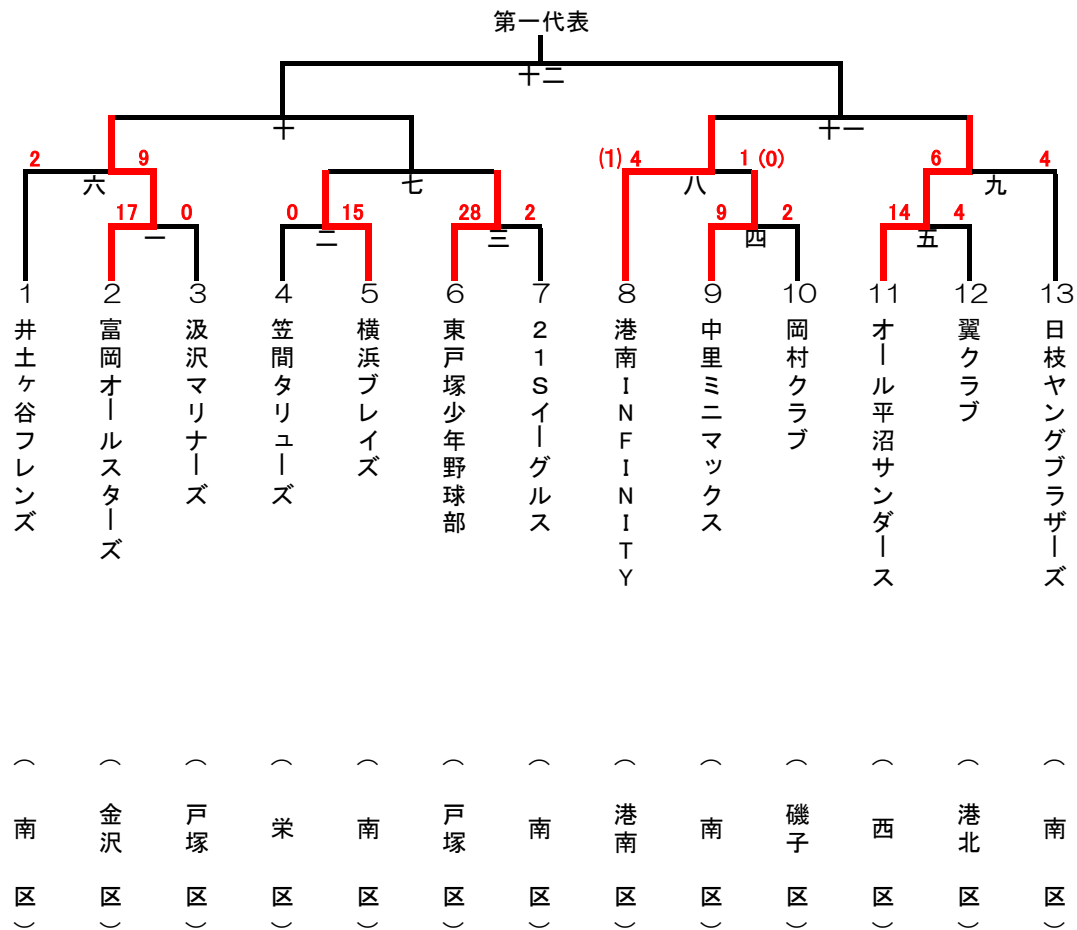 第一代表
十二
十
十一
2
9
(1) 4
1 (0)
6
4
六
七
八
九
17
0
0
15
28
2
9
2
14
4
一
二
三
四
五
1
2
3
4
5
6
7
8
9
10
11
12
13
井土ヶ谷フレンズ
富岡オールスターズ
汲沢マリナーズ
笠間タリューズ
横浜ブレイズ
東戸塚少年野球部
21Sイーグルス
港南INFINITY
中里ミニマックス
岡村クラブ
オール平沼サンダース
翼クラブ
日枝ヤングブラザーズ
(南区)
(金沢区)
(戸塚区)
(栄区)
(南区)
(戸塚区)
(南区)
(港南区)
(南区)
(磯子区)
(西区)
(港北区)
(南区)